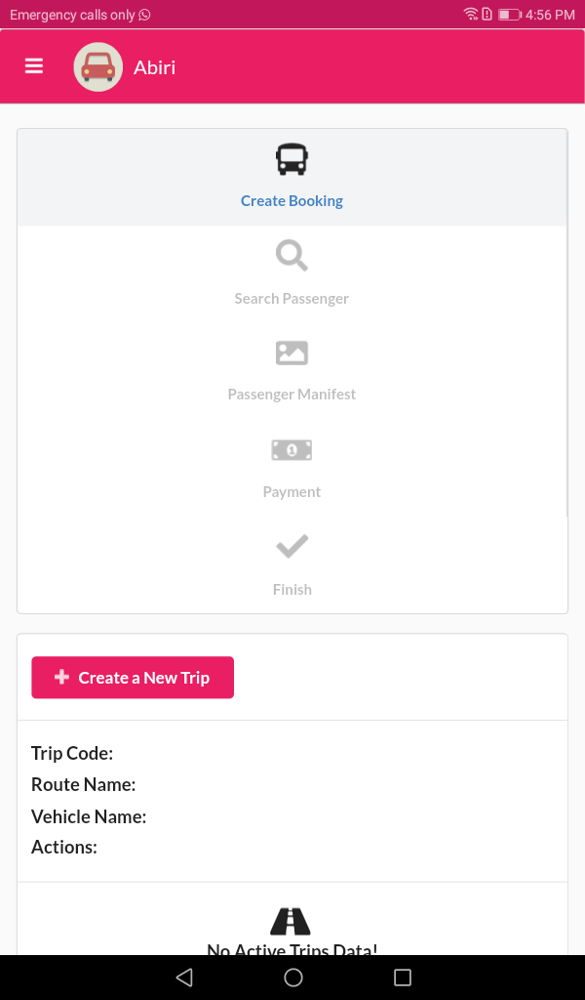 Emergency calls only
4:56 PM
Abiri
Create Booking
Search Passenger
Passenger Manifest
1
Payment
Finish
Create a New Trip
Trip Code:
Route Name:
Vehicle Name:
Actions:
No Active Trips Data!